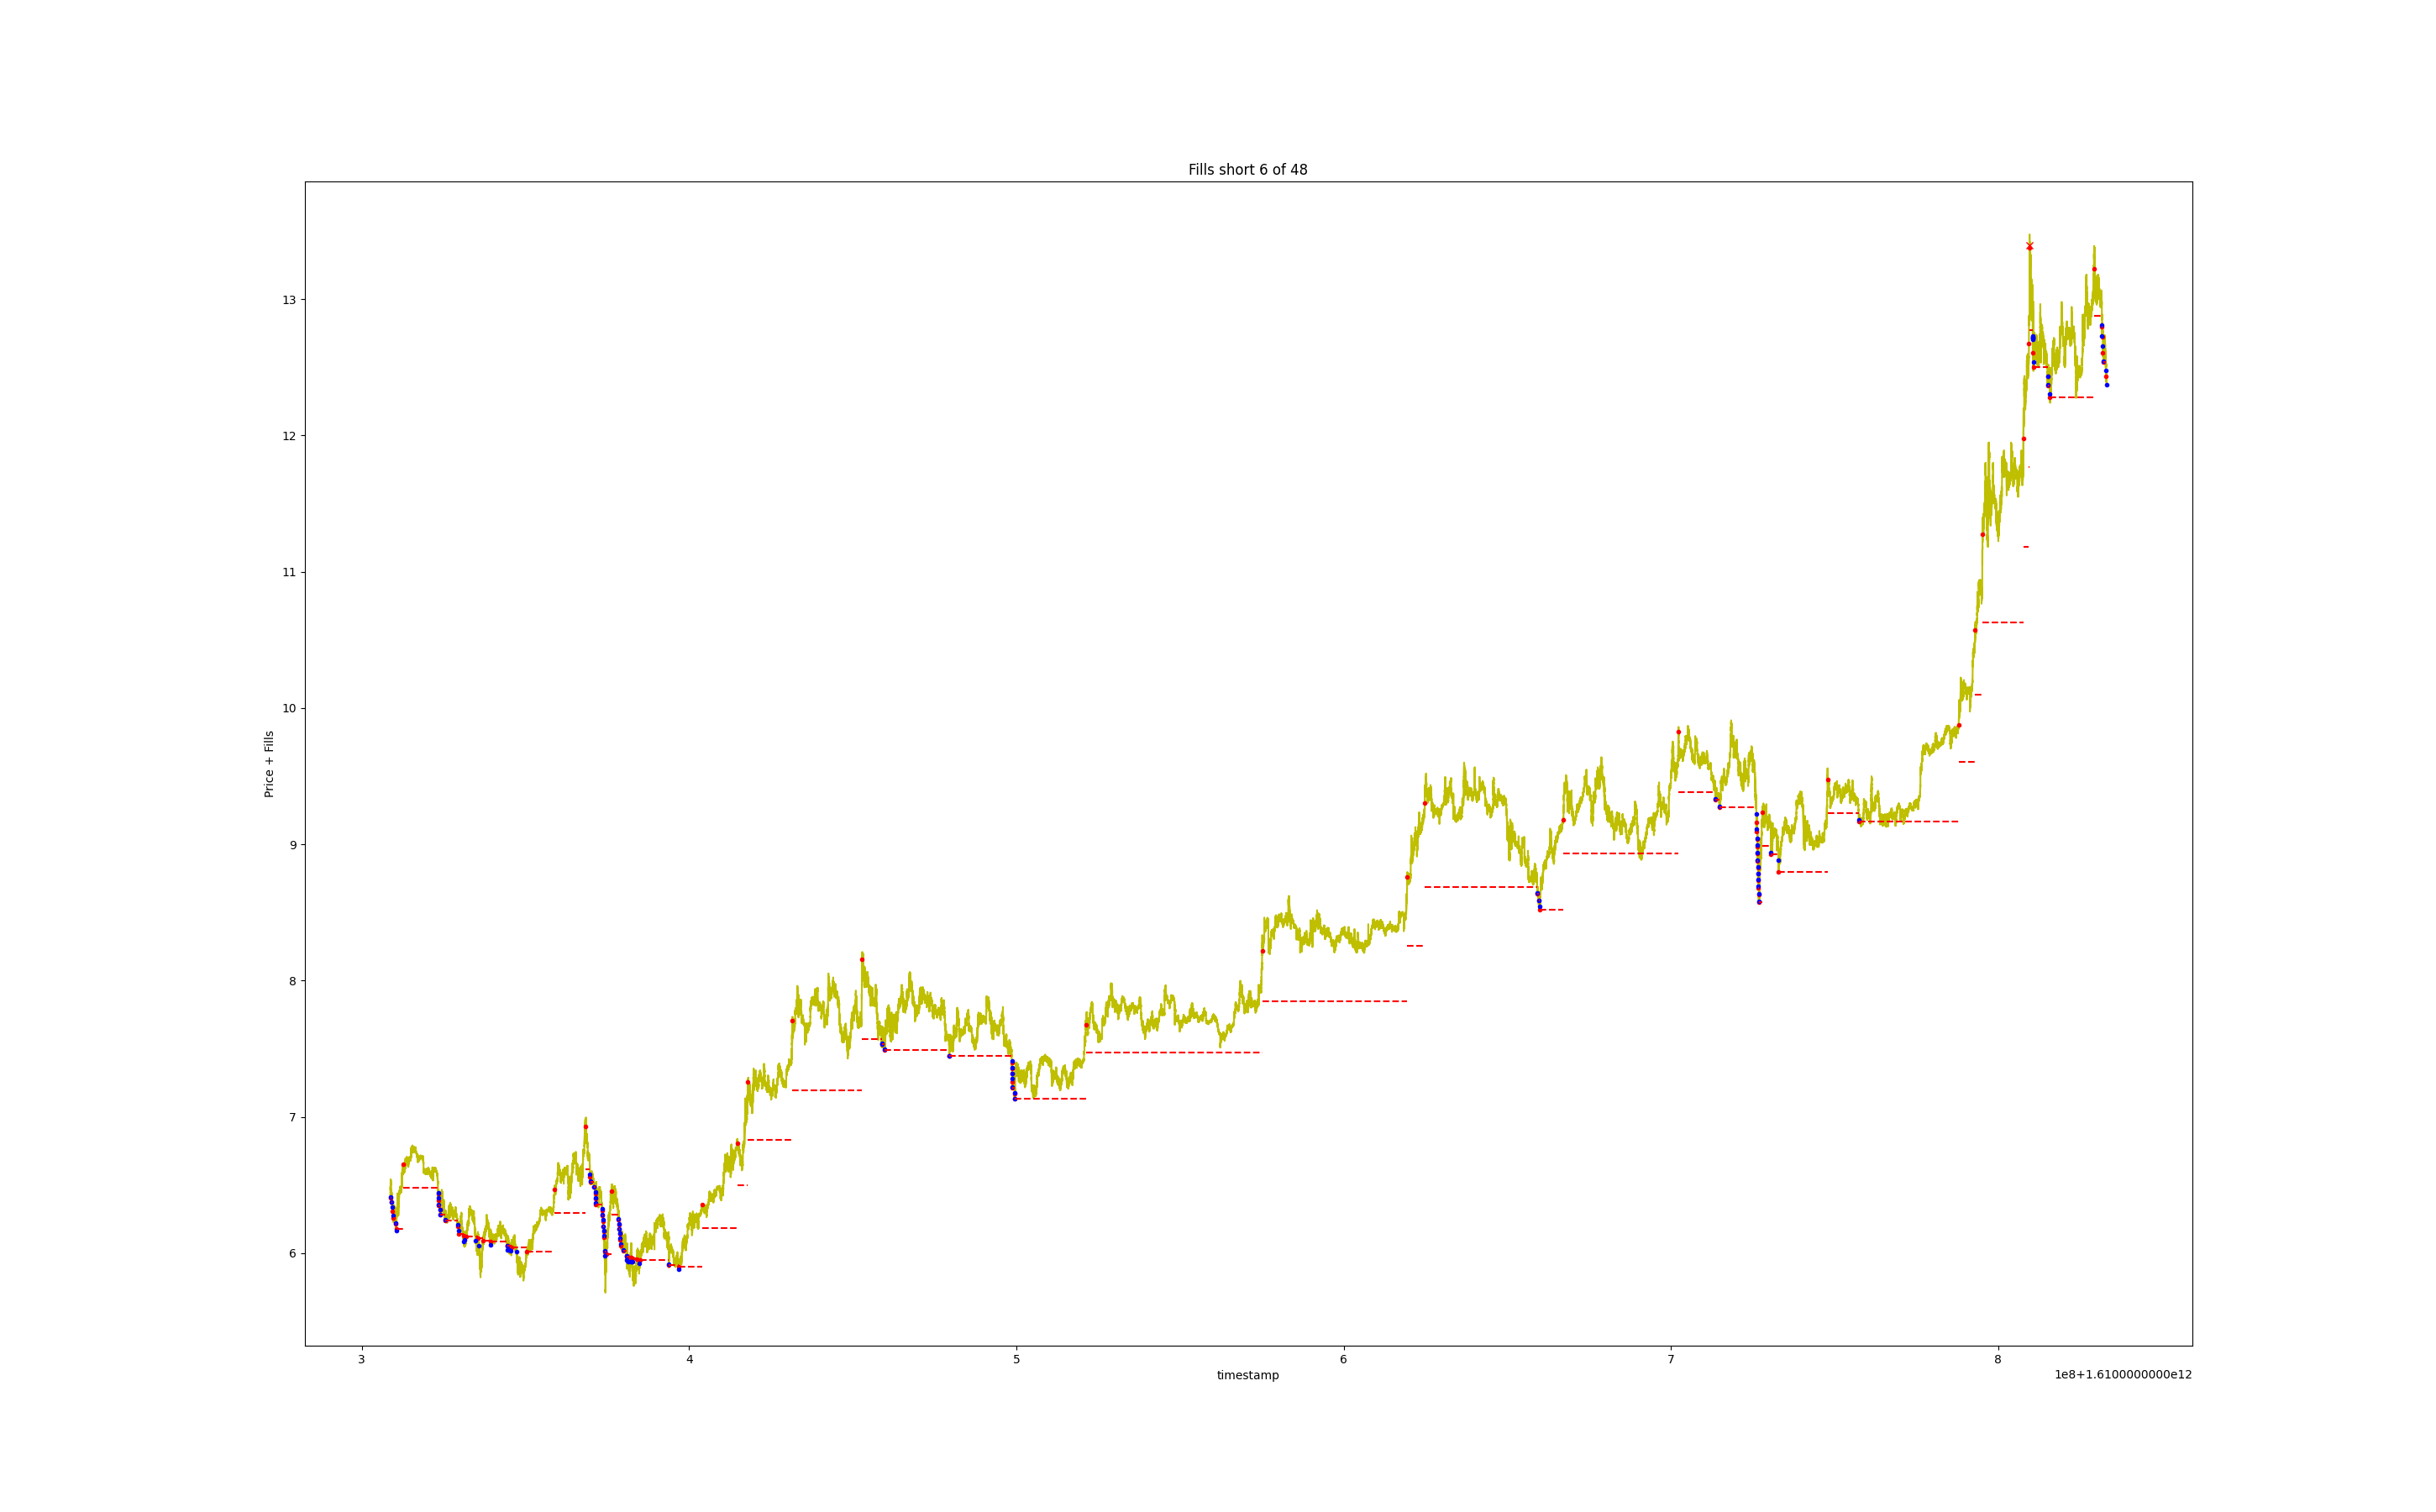 Fills short 6 of 48
13
12
11
10
9
8
7
6
Price + Fills
3 4 5 6 7 8
timestamp
1e8+1.6100000000e12